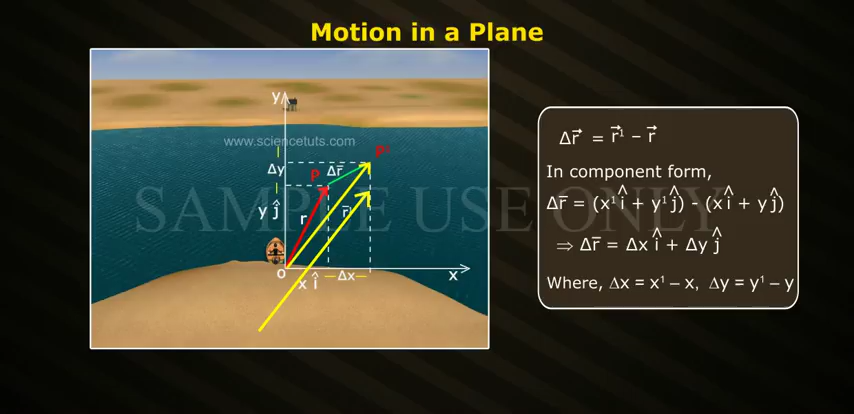 Motion in a Plane
y
www.sciencetuts.com
p p¹
Δy Δr⃗
y ĵ r r⃗¹
SAMPLE USE ONLY
o x î Δx x
Δr⃗ = r⃗¹ − r⃗
In component form,
Δr̅ = (x¹î + y¹ĵ) - (xî + yĵ)
⇒ Δr̅ = Δx î + Δy ĵ
Where, Δx = x¹ − x, Δy = y¹ − y